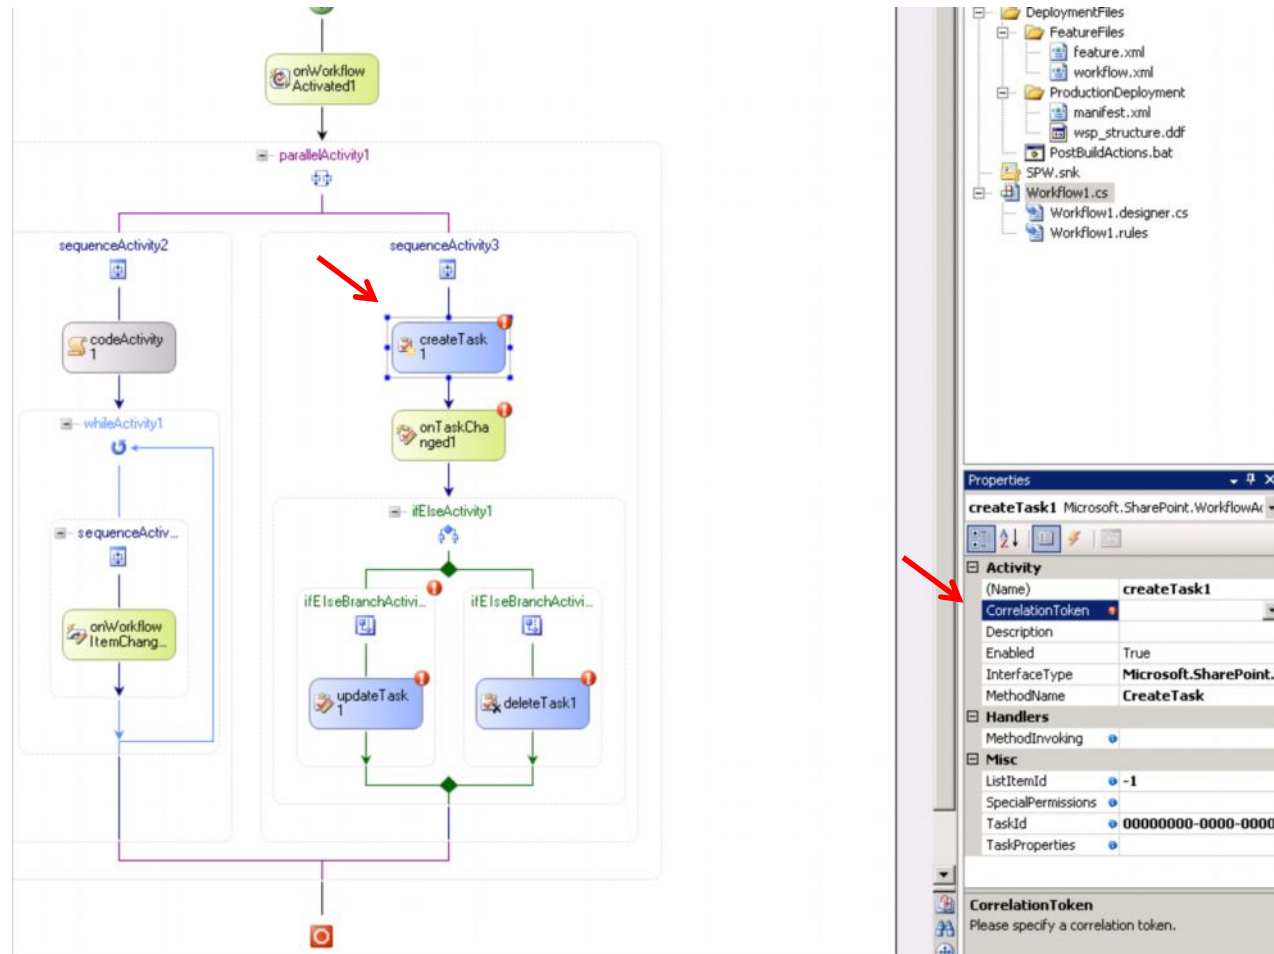 onWorkflow
Activated1
parallelActivity1
sequenceActivity2
sequenceActivity3
codeActivity
1
createTask
1
whileActivity1
onTaskCha
nged1
sequenceActiv...
ifElseActivity1
onWorkflow
ItemChang...
ifElseBranchActivi...
ifElseBranchActivi...
updateTask
1
deleteTask1
DeploymentFiles
FeatureFiles
feature.xml
workflow.xml
ProductionDeployment
manifest.xml
wsp_structure.ddf
PostBuildActions.bat
SPW.snk
Workflow1.cs
Workflow1.designer.cs
Workflow1.rules
Properties
createTask1 Microsoft.SharePoint.WorkflowAc
Activity
(Name) createTask1
CorrelationToken
Description
Enabled True
InterfaceType Microsoft.SharePoint.
MethodName CreateTask
Handlers
MethodInvoking
Misc
ListItemId -1
SpecialPermissions
TaskId 00000000-0000-0000
TaskProperties
CorrelationToken
Please specify a correlation token.